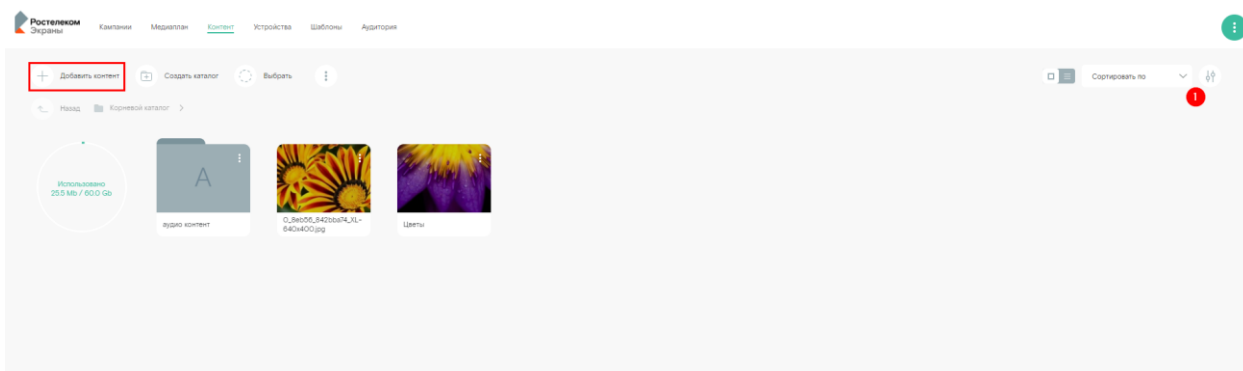 Ростелеком
Экраны
Кампании Медиаплан Контент Устройства Шаблоны Аудитория
Добавить контент Создать каталог Выбрать Сортировать по
1
Назад Корневой каталог
Использовано
25.5 Mb / 60.0 Gb
A
аудио контент
0_8eb56_842bba74_XL-
640x400.jpg
Цветы